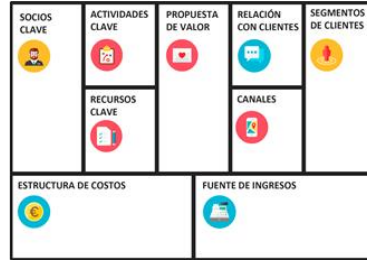 SOCIOS
CLAVE
ACTIVIDADES
CLAVE
PROPUESTA
DE VALOR
RELACIÓN
CON CLIENTES
SEGMENTOS
DE CLIENTES
RECURSOS
CLAVE
CANALES
ESTRUCTURA DE COSTOS
€
FUENTE DE INGRESOS